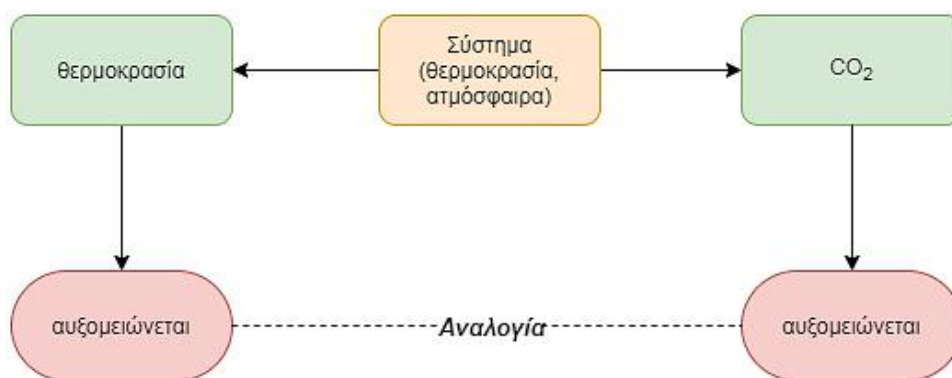 θερμοκρασία
Σύστημα
(θερμοκρασία,
ατμόσφαιρα)
CO₂
αυξομειώνεται
Αναλογία
αυξομειώνεται